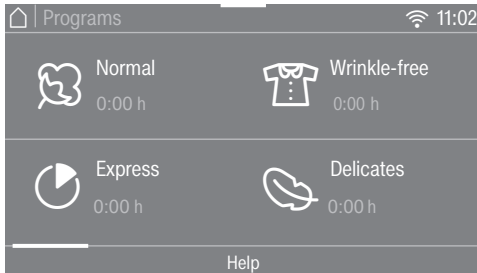 Programs 11:02
Normal
0:00 h
Wrinkle-free
0:00 h
Express
0:00 h
Delicates
0:00 h
Help